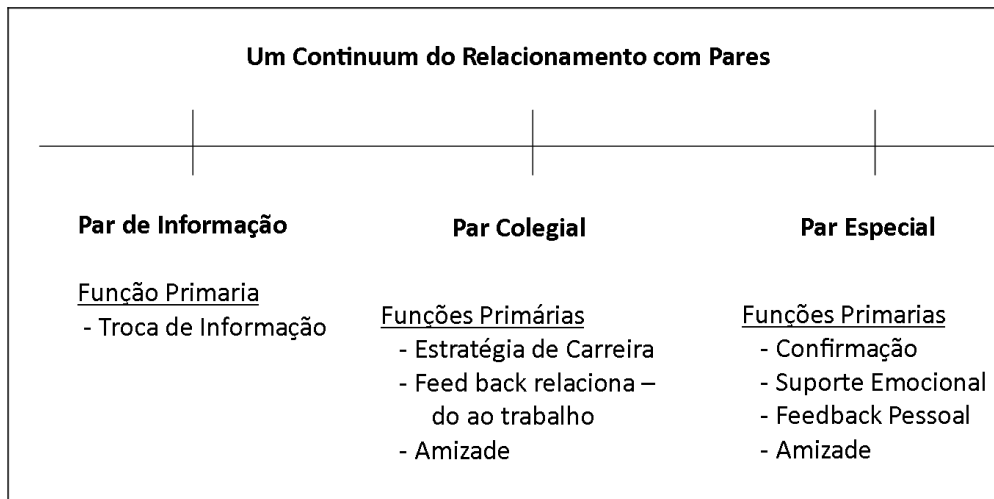 Um Continuum do Relacionamento com Pares
Par de Informação
Função Primaria
- Troca de Informação
Par Colegial
Funções Primárias
- Estratégia de Carreira
- Feed back relaciona –
do ao trabalho
- Amizade
Par Especial
Funções Primarias
- Confirmação
- Suporte Emocional
- Feedback Pessoal
- Amizade